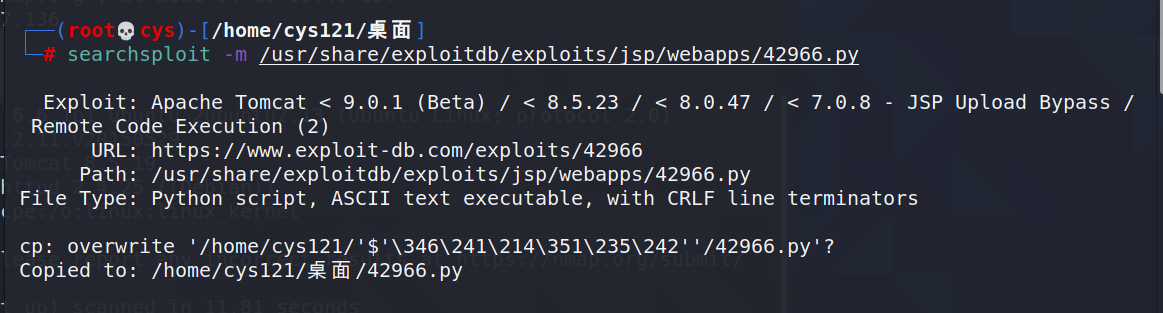 ┌──(root💀cys)-[/home/cys121/桌面]
└─# searchsploit -m /usr/share/exploitdb/exploits/jsp/webapps/42966.py
Exploit: Apache Tomcat < 9.0.1 (Beta) / < 8.5.23 / < 8.0.47 / < 7.0.8 - JSP Upload Bypass /
Remote Code Execution (2)
URL: https://www.exploit-db.com/exploits/42966
Path: /usr/share/exploitdb/exploits/jsp/webapps/42966.py
File Type: Python script, ASCII text executable, with CRLF line terminators
cp: overwrite '/home/cys121/'$'\346\241\214\351\235\242''/42966.py'?
Copied to: /home/cys121/桌面/42966.py